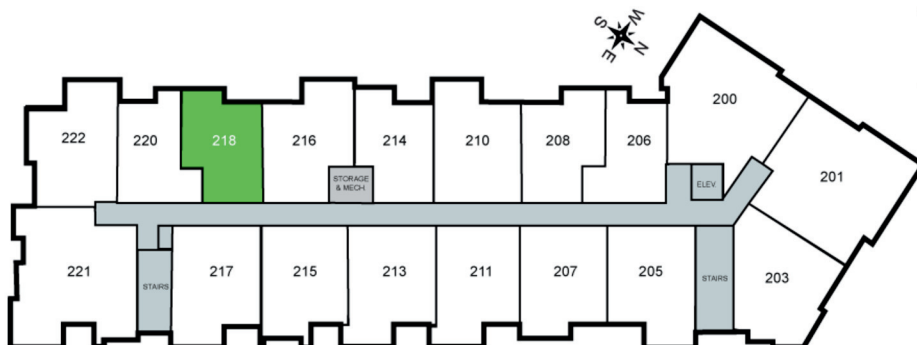 W
S
N
E
200
222
220
218
216
214
210
208
206
201
STORAGE
& MECH.
ELEV.
221
STAIRS
217
215
213
211
207
205
STAIRS
203